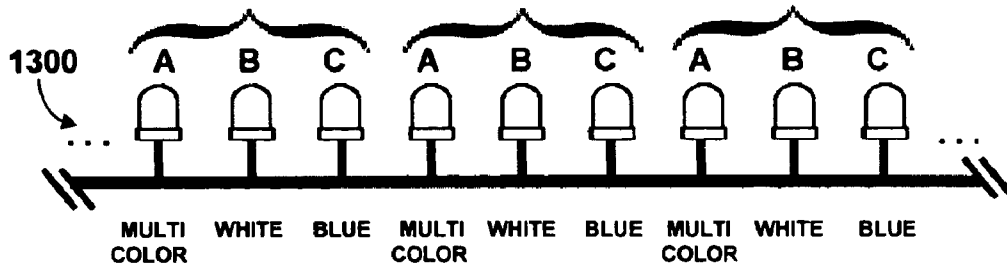 1300
A B C A B C A B C
... ...
MULTI WHITE BLUE MULTI WHITE BLUE MULTI WHITE BLUE
COLOR COLOR COLOR